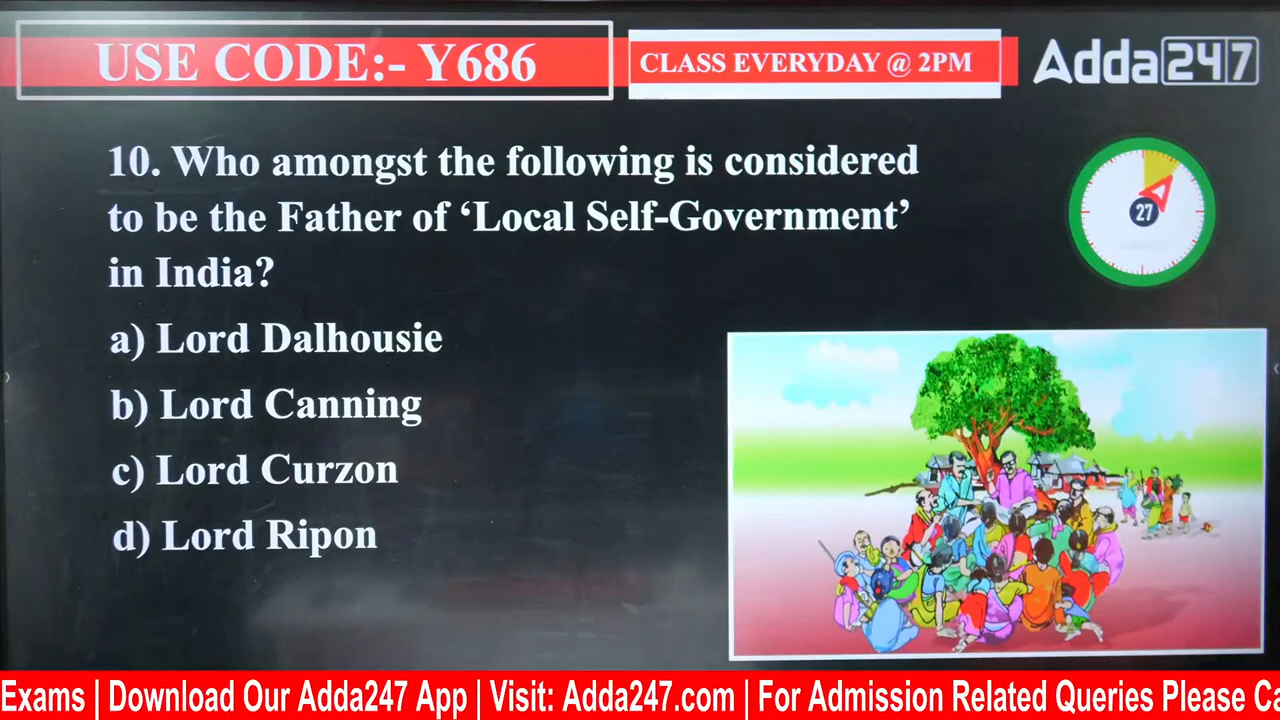 USE CODE:- Y686
CLASS EVERYDAY @ 2PM
Adda247
10. Who amongst the following is considered
to be the Father of ‘Local Self-Government’
in India?
27
a) Lord Dalhousie
b) Lord Canning
c) Lord Curzon
d) Lord Ripon
Exams | Download Our Adda247 App | Visit: Adda247.com | For Admission Related Queries Please Ca